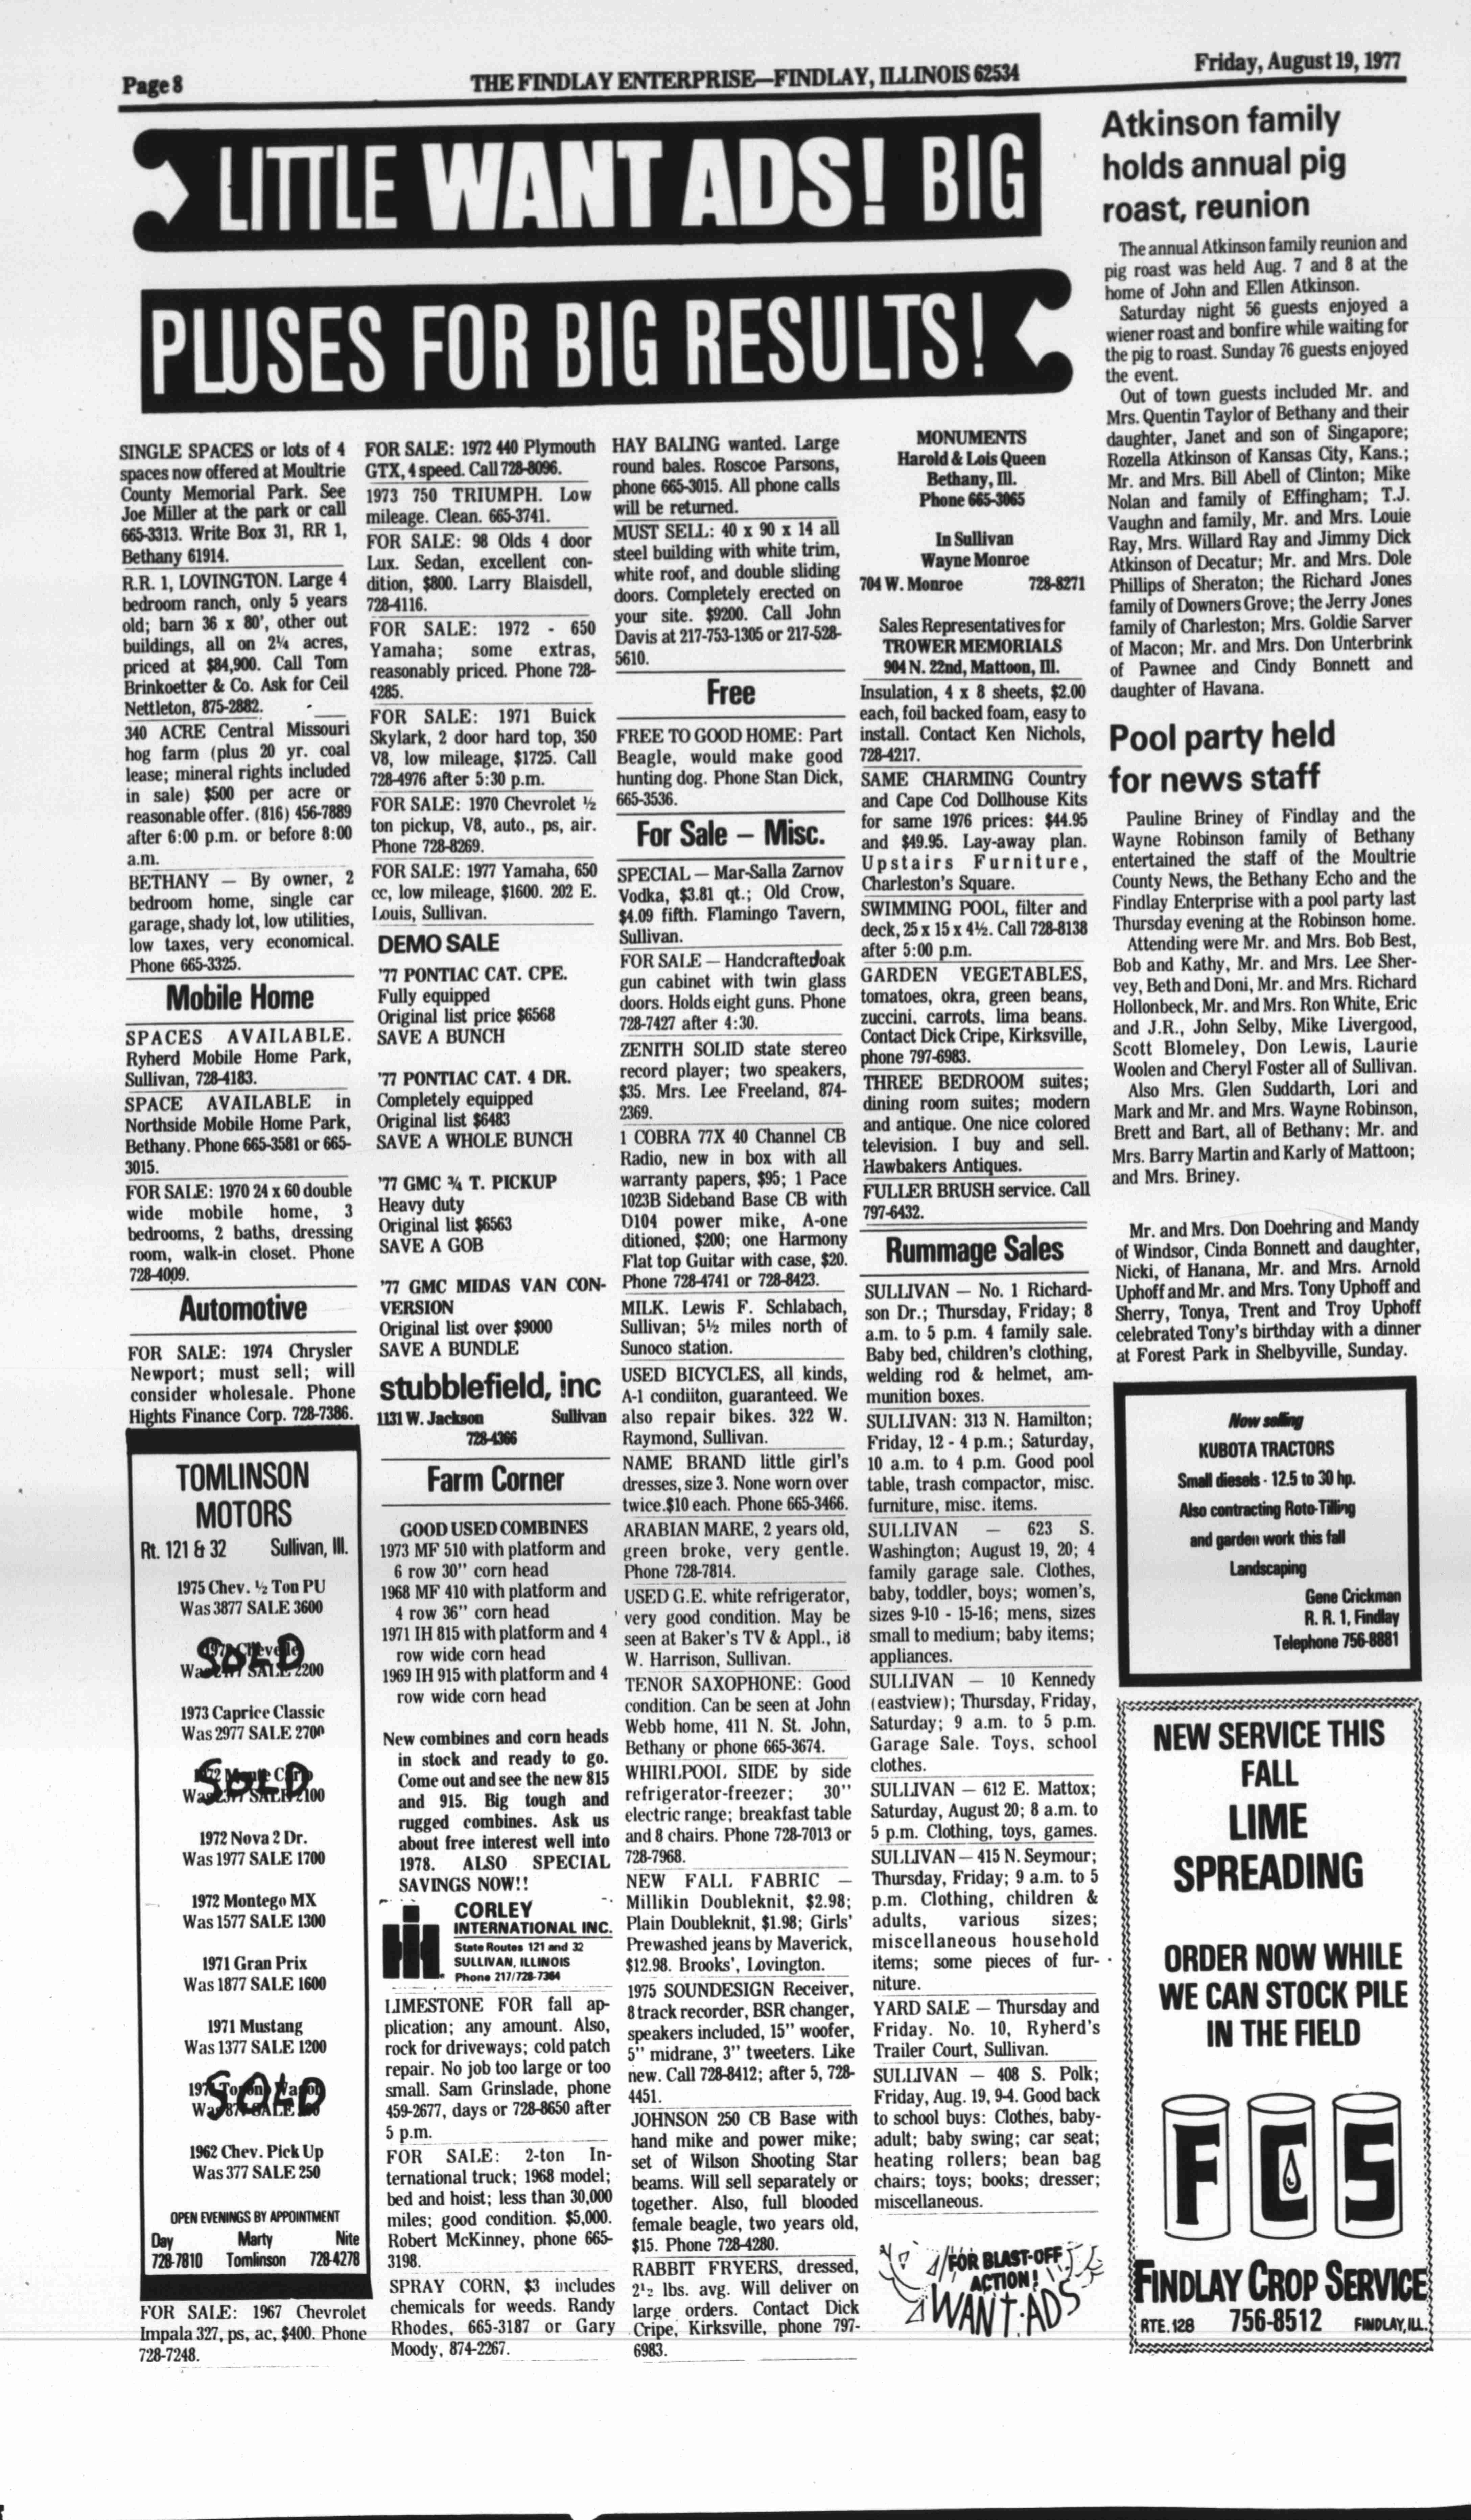 Page 8
THE FINDLAY ENTERPRISE—FINDLAY, ILLINOIS 62534
Friday, August 19, 1977
LITTLE WANT ADS! BIG
PLUSES FOR BIG RESULTS!
SINGLE SPACES or lots of 4
spaces now offered at Moultrie
County Memorial Park. See
Joe Miller at the park or call
665-3313. Write Box 31, RR 1,
Bethany 61914.
R.R. 1, LOVINGTON. Large 4
bedroom ranch, only 5 years
old; barn 36 x 80', other out
buildings, all on 2¼ acres,
priced at $84,900. Call Tom
Brinkoetter & Co. Ask for Ceil
Nettleton, 875-2882.
340 ACRE Central Missouri
hog farm (plus 20 yr. coal
lease; mineral rights included
in sale) $500 per acre or
reasonable offer. (816) 456-7889
after 6:00 p.m. or before 8:00
a.m.
BETHANY — By owner, 2
bedroom home, single car
garage, shady lot, low utilities,
low taxes, very economical.
Phone 665-3325.
Mobile Home
SPACES AVAILABLE.
Ryherd Mobile Home Park,
Sullivan, 728-4183.
SPACE AVAILABLE in
Northside Mobile Home Park,
Bethany. Phone 665-3581 or 665-
3015.
FOR SALE: 1970 24 x 60 double
wide mobile home, 3
bedrooms, 2 baths, dressing
room, walk-in closet. Phone
728-4009.
Automotive
FOR SALE: 1974 Chrysler
Newport; must sell; will
consider wholesale. Phone
Hights Finance Corp. 728-7386.
TOMLINSON
MOTORS
Rt. 121 & 32 Sullivan, Ill.
1975 Chev. ½ Ton PU
Was 3877 SALE 3600
SOLD
SALE 2200
1973 Caprice Classic
Was 2977 SALE 2700
SOLD
1972 Monte Carlo
SALE 2100
1972 Nova 2 Dr.
Was 1977 SALE 1700
1972 Montego MX
Was 1577 SALE 1300
1971 Gran Prix
Was 1877 SALE 1600
1971 Mustang
Was 1377 SALE 1200
SOLD
SALE
1962 Chev. Pick Up
Was 377 SALE 250
OPEN EVENINGS BY APPOINTMENT
Day Marty Nite
728-7810 Tomlinson 728-4278
FOR SALE: 1967 Chevrolet
Impala 327, ps, ac, $400. Phone
728-7248.
FOR SALE: 1972 440 Plymouth
GTX, 4 speed. Call 728-8096.
1973 750 TRIUMPH. Low
mileage. Clean. 665-3741.
FOR SALE: 98 Olds 4 door
Lux. Sedan, excellent con-
dition, $800. Larry Blaisdell,
728-4116.
FOR SALE: 1972 - 650
Yamaha; some extras,
reasonably priced. Phone 728-
4285.
FOR SALE: 1971 Buick
Skylark, 2 door hard top, 350
V8, low mileage, $1725. Call
728-4976 after 5:30 p.m.
FOR SALE: 1970 Chevrolet ½
ton pickup, V8, auto., ps, air.
Phone 728-8269.
FOR SALE: 1977 Yamaha, 650
cc, low mileage, $1600. 202 E.
Louis, Sullivan.
DEMO SALE
'77 PONTIAC CAT. CPE.
Fully equipped
Original list price $6568
SAVE A BUNCH
'77 PONTIAC CAT. 4 DR.
Completely equipped
Original list $6483
SAVE A WHOLE BUNCH
'77 GMC ¾ T. PICKUP
Heavy duty
Original list $6563
SAVE A GOB
'77 GMC MIDAS VAN CON-
VERSION
Original list over $9000
SAVE A BUNDLE
stubblefield, inc
1131 W. Jackson Sullivan
728-4366
Farm Corner
GOOD USED COMBINES
1973 MF 510 with platform and
6 row 30" corn head
1968 MF 410 with platform and
4 row 36" corn head
1971 IH 815 with platform and 4
row wide corn head
1969 IH 915 with platform and 4
row wide corn head
New combines and corn heads
in stock and ready to go.
Come out and see the new 815
and 915. Big tough and
rugged combines. Ask us
about free interest well into
1978. ALSO SPECIAL
SAVINGS NOW!!
CORLEY
INTERNATIONAL INC.
State Routes 121 and 32
SULLIVAN, ILLINOIS
Phone 217/728-7364
LIMESTONE FOR fall ap-
plication; any amount. Also,
rock for driveways; cold patch
repair. No job too large or too
small. Sam Grinslade, phone
459-2677, days or 728-8650 after
5 p.m.
FOR SALE: 2-ton In-
ternational truck; 1968 model;
bed and hoist; less than 30,000
miles; good condition. $5,000.
Robert McKinney, phone 665-
3198.
SPRAY CORN, $3 includes
chemicals for weeds. Randy
Rhodes, 665-3187 or Gary
Moody, 874-2267.
HAY BALING wanted. Large
round bales. Roscoe Parsons,
phone 665-3015. All phone calls
will be returned.
MUST SELL: 40 x 90 x 14 all
steel building with white trim,
white roof, and double sliding
doors. Completely erected on
your site. $9200. Call John
Davis at 217-753-1305 or 217-528-
5610.
Free
FREE TO GOOD HOME: Part
Beagle, would make good
hunting dog. Phone Stan Dick,
665-3536.
For Sale — Misc.
SPECIAL — Mar-Salla Zarnov
Vodka, $3.81 qt.; Old Crow,
$4.09 fifth. Flamingo Tavern,
Sullivan.
FOR SALE — Handcrafted oak
gun cabinet with twin glass
doors. Holds eight guns. Phone
728-7427 after 4:30.
ZENITH SOLID state stereo
record player; two speakers,
$35. Mrs. Lee Freeland, 874-
2369.
1 COBRA 77X 40 Channel CB
Radio, new in box with all
warranty papers, $95; 1 Pace
1023B Sideband Base CB with
D104 power mike, A-one
ditioned, $200; one Harmony
Flat top Guitar with case, $20.
Phone 728-4741 or 728-8423.
MILK. Lewis F. Schlabach,
Sullivan; 5½ miles north of
Sunoco station.
USED BICYCLES, all kinds,
A-1 condiiton, guaranteed. We
also repair bikes. 322 W.
Raymond, Sullivan.
NAME BRAND little girl's
dresses, size 3. None worn over
twice.$10 each. Phone 665-3466.
ARABIAN MARE, 2 years old,
green broke, very gentle.
Phone 728-7814.
USED G.E. white refrigerator,
very good condition. May be
seen at Baker's TV & Appl., 18
W. Harrison, Sullivan.
TENOR SAXOPHONE: Good
condition. Can be seen at John
Webb home, 411 N. St. John,
Bethany or phone 665-3674.
WHIRLPOOL SIDE by side
refrigerator-freezer; 30"
electric range; breakfast table
and 8 chairs. Phone 728-7013 or
728-7968.
NEW FALL FABRIC —
Millikin Doubleknit, $2.98;
Plain Doubleknit, $1.98; Girls'
Prewashed jeans by Maverick,
$12.98. Brooks', Lovington.
1975 SOUNDESIGN Receiver,
8 track recorder, BSR changer,
speakers included, 15" woofer,
5" midrane, 3" tweeters. Like
new. Call 728-8412; after 5, 728-
4451.
JOHNSON 250 CB Base with
hand mike and power mike;
set of Wilson Shooting Star
beams. Will sell separately or
together. Also, full blooded
female beagle, two years old,
$15. Phone 728-4280.
RABBIT FRYERS, dressed,
2½ lbs. avg. Will deliver on
large orders. Contact Dick
Cripe, Kirksville, phone 797-
6983.
MONUMENTS
Harold & Lois Queen
Bethany, Ill.
Phone 665-3065
In Sullivan
Wayne Monroe
704 W. Monroe 728-8271
Sales Representatives for
TROWER MEMORIALS
904 N. 22nd, Mattoon, Ill.
Insulation, 4 x 8 sheets, $2.00
each, foil backed foam, easy to
install. Contact Ken Nichols,
728-4217.
SAME CHARMING Country
and Cape Cod Dollhouse Kits
for same 1976 prices: $44.95
and $49.95. Lay-away plan.
Upstairs Furniture,
Charleston's Square.
SWIMMING POOL, filter and
deck, 25 x 15 x 4½. Call 728-8138
after 5:00 p.m.
GARDEN VEGETABLES,
tomatoes, okra, green beans,
zuccini, carrots, lima beans.
Contact Dick Cripe, Kirksville,
phone 797-6983.
THREE BEDROOM suites;
dining room suites; modern
and antique. One nice colored
television. I buy and sell.
Hawbakers Antiques.
FULLER BRUSH service. Call
797-6432.
Rummage Sales
SULLIVAN — No. 1 Richard-
son Dr.; Thursday, Friday; 8
a.m. to 5 p.m. 4 family sale.
Baby bed, children's clothing,
welding rod & helmet, am-
munition boxes.
SULLIVAN: 313 N. Hamilton;
Friday, 12 - 4 p.m.; Saturday,
10 a.m. to 4 p.m. Good pool
table, trash compactor, misc.
furniture, misc. items.
SULLIVAN — 623 S.
Washington; August 19, 20; 4
family garage sale. Clothes,
baby, toddler, boys; women's,
sizes 9-10 - 15-16; mens, sizes
small to medium; baby items;
appliances.
SULLIVAN — 10 Kennedy
(eastview); Thursday, Friday,
Saturday; 9 a.m. to 5 p.m.
Garage Sale. Toys, school
clothes.
SULLIVAN — 612 E. Mattox;
Saturday, August 20; 8 a.m. to
5 p.m. Clothing, toys, games.
SULLIVAN — 415 N. Seymour;
Thursday, Friday; 9 a.m. to 5
p.m. Clothing, children &
adults, various sizes;
miscellaneous household
items; some pieces of fur-
niture.
YARD SALE — Thursday and
Friday. No. 10, Ryherd's
Trailer Court, Sullivan.
SULLIVAN — 408 S. Polk;
Friday, Aug. 19, 9-4. Good back
to school buys: Clothes, baby-
adult; baby swing; car seat;
heating rollers; bean bag
chairs; toys; books; dresser;
miscellaneous.
FOR BLAST-OFF
ACTION!
WANT-ADS
Atkinson family
holds annual pig
roast, reunion
The annual Atkinson family reunion and
pig roast was held Aug. 7 and 8 at the
home of John and Ellen Atkinson.
Saturday night 56 guests enjoyed a
wiener roast and bonfire while waiting for
the pig to roast. Sunday 76 guests enjoyed
the event.
Out of town guests included Mr. and
Mrs. Quentin Taylor of Bethany and their
daughter, Janet and son of Singapore;
Rozella Atkinson of Kansas City, Kans.;
Mr. and Mrs. Bill Abell of Clinton; Mike
Nolan and family of Effingham; T.J.
Vaughn and family, Mr. and Mrs. Louie
Ray, Mrs. Willard Ray and Jimmy Dick
Atkinson of Decatur; Mr. and Mrs. Dole
Phillips of Sheraton; the Richard Jones
family of Downers Grove; the Jerry Jones
family of Charleston; Mrs. Goldie Sarver
of Macon; Mr. and Mrs. Don Unterbrink
of Pawnee and Cindy Bonnett and
daughter of Havana.
Pool party held
for news staff
Pauline Briney of Findlay and the
Wayne Robinson family of Bethany
entertained the staff of the Moultrie
County News, the Bethany Echo and the
Findlay Enterprise with a pool party last
Thursday evening at the Robinson home.
Attending were Mr. and Mrs. Bob Best,
Bob and Kathy, Mr. and Mrs. Lee Sher-
vey, Beth and Doni, Mr. and Mrs. Richard
Hollonbeck, Mr. and Mrs. Ron White, Eric
and J.R., John Selby, Mike Livergood,
Scott Blomeley, Don Lewis, Laurie
Woolen and Cheryl Foster all of Sullivan.
Also Mrs. Glen Suddarth, Lori and
Mark and Mr. and Mrs. Wayne Robinson,
Brett and Bart, all of Bethany; Mr. and
Mrs. Barry Martin and Karly of Mattoon;
and Mrs. Briney.
Mr. and Mrs. Don Doehring and Mandy
of Windsor, Cinda Bonnett and daughter,
Nicki, of Hanana, Mr. and Mrs. Arnold
Uphoff and Mr. and Mrs. Tony Uphoff and
Sherry, Tonya, Trent and Troy Uphoff
celebrated Tony's birthday with a dinner
at Forest Park in Shelbyville, Sunday.
Now selling
KUBOTA TRACTORS
Small diesels - 12.5 to 30 hp.
Also contracting Roto-Tilling
and garden work this fall
Landscaping
Gene Crickman
R. R. 1, Findlay
Telephone 756-8881
NEW SERVICE THIS
FALL
LIME
SPREADING
ORDER NOW WHILE
WE CAN STOCK PILE
IN THE FIELD
FCS
FINDLAY CROP SERVICE
RTE. 128 756-8512 FINDLAY, ILL.